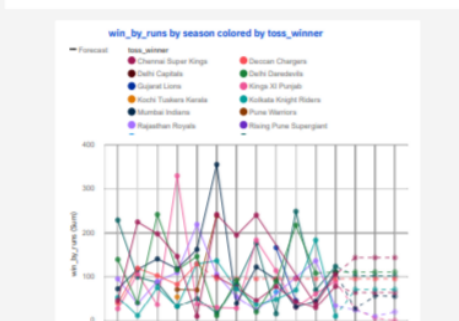 win_by_runs by season colored by toss_winner
Forecast toss_winner
Chennai Super Kings Deccan Chargers
Delhi Capitals Delhi Daredevils
Gujarat Lions Kings XI Punjab
Kochi Tuskers Kerala Kolkata Knight Riders
Mumbai Indians Pune Warriors
Rajasthan Royals Rising Pune Supergiant
400
300
200
100
0
win_by_runs (Sum)